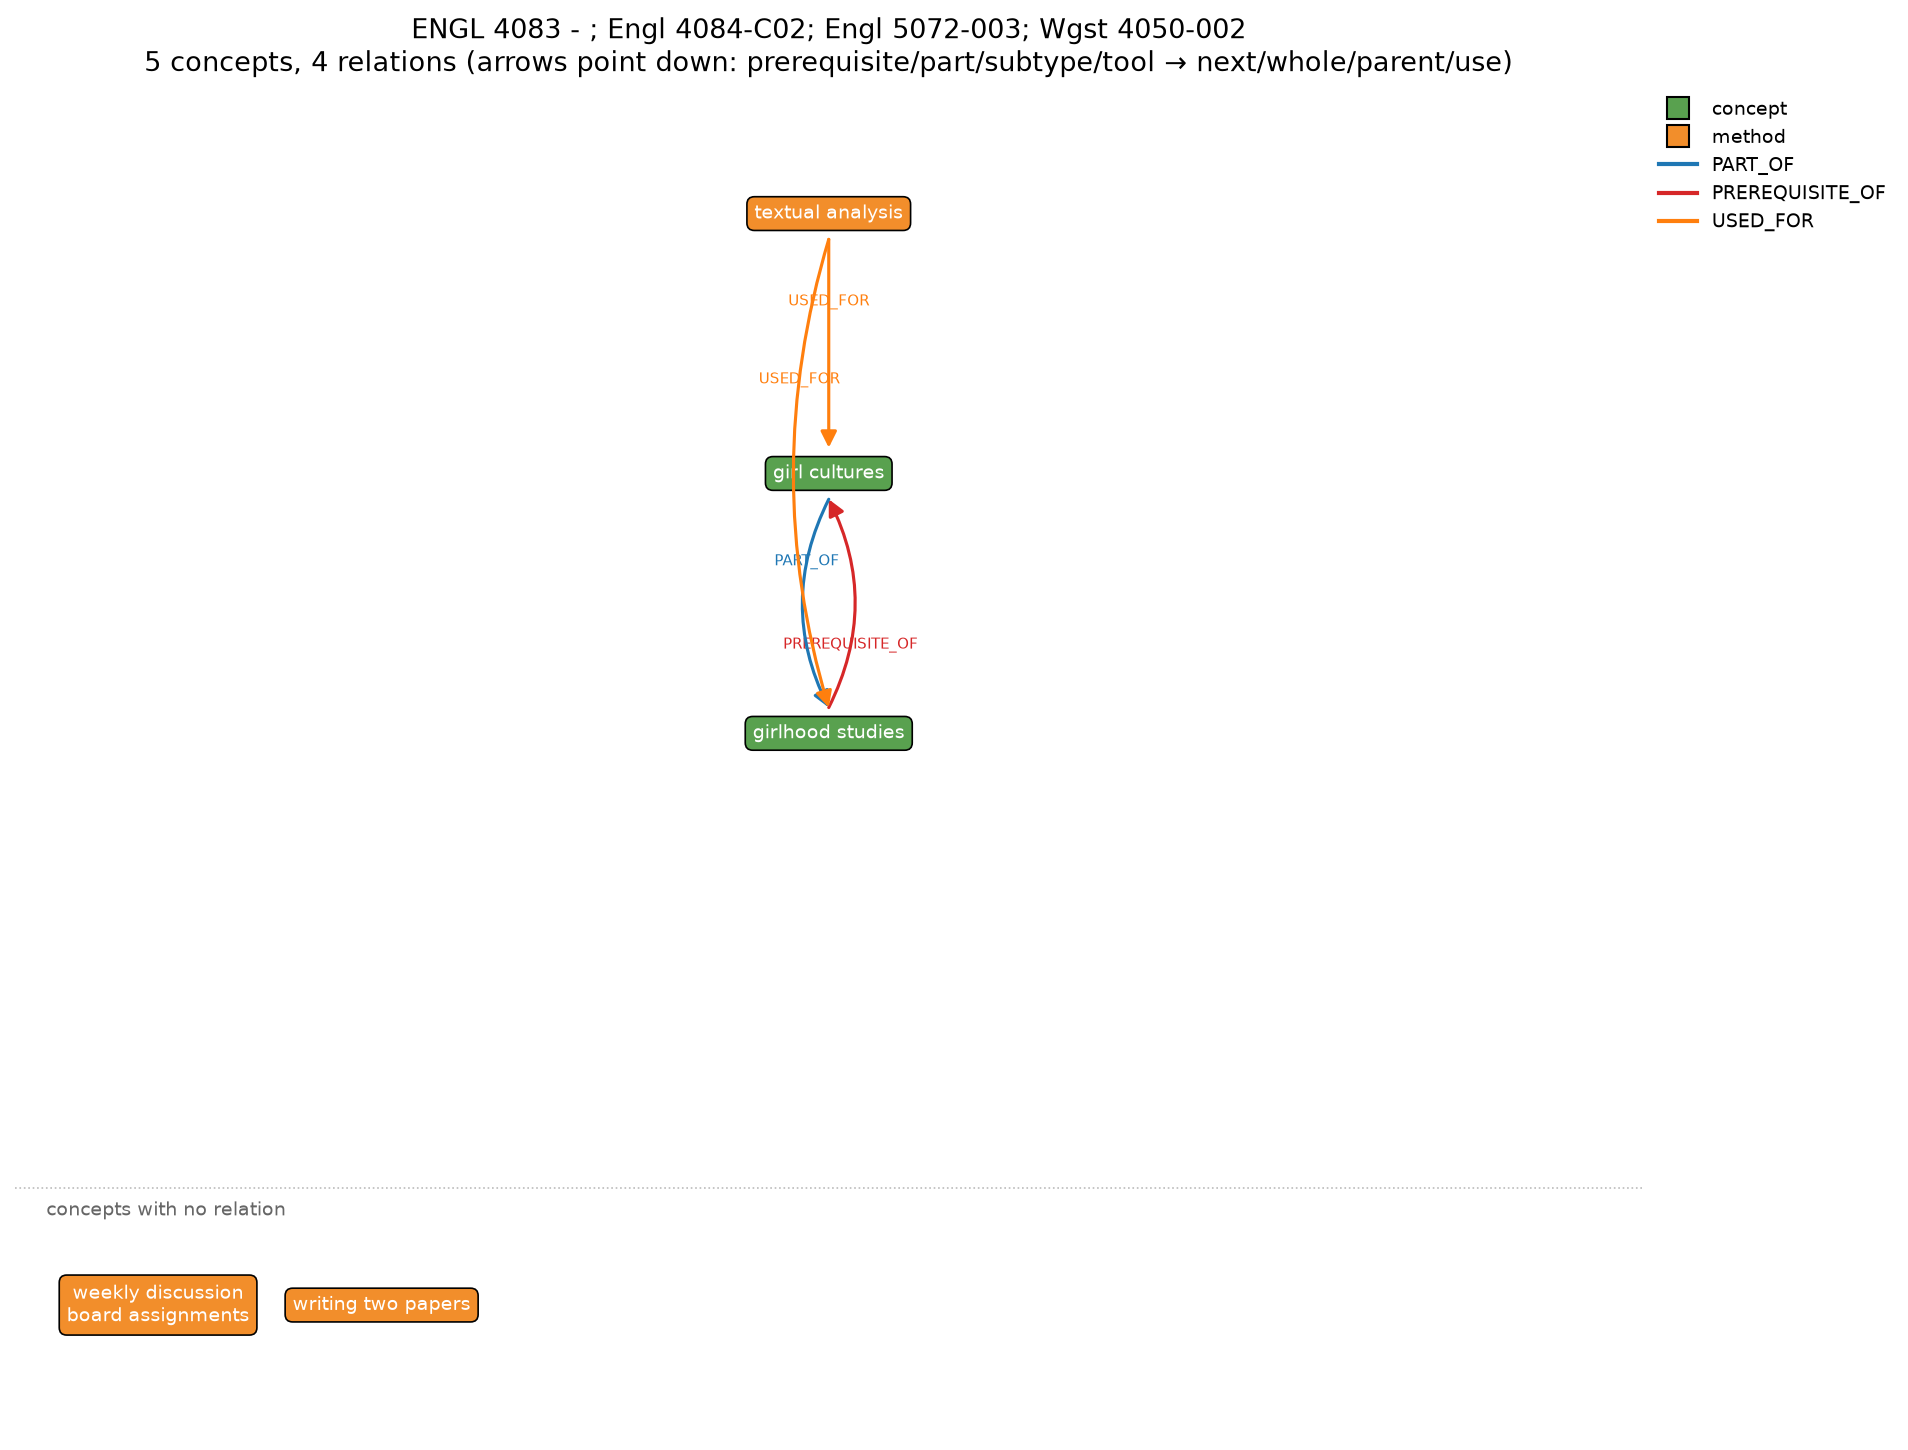 ENGL 4083 - ; Engl 4084-C02; Engl 5072-003; Wgst 4050-002
5 concepts, 4 relations (arrows point down: prerequisite/part/subtype/tool → next/whole/parent/use)
concept
method
PART_OF
PREREQUISITE_OF
USED_FOR
textual analysis
USED_FOR
USED_FOR
girl cultures
PART_OF
PREREQUISITE_OF
girlhood studies
concepts with no relation
weekly discussion
board assignments
writing two papers